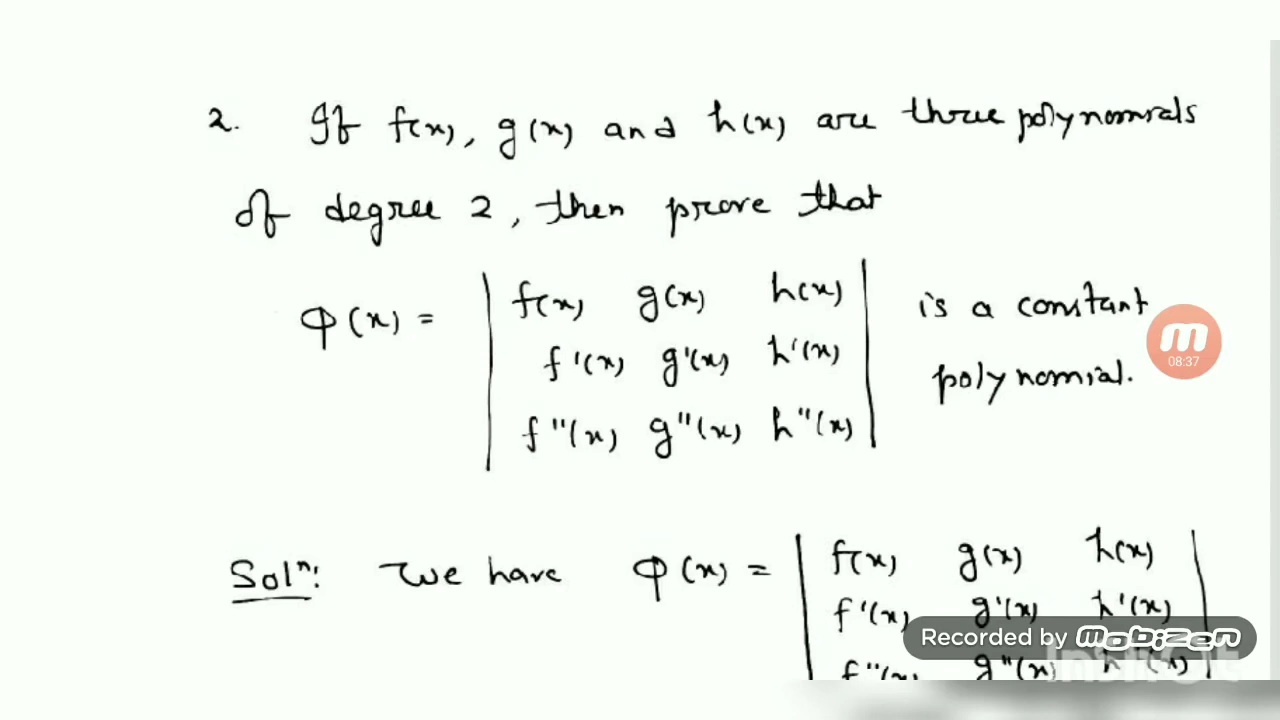 2. If f(x), g(x) and h(x) are three polynomials
of degree 2, then prove that
φ(x) = | f(x) g(x) h(x) | is a constant
| f'(x) g'(x) h'(x) | polynomial.
| f''(x) g''(x) h''(x) |
08:37
Solⁿ: We have φ(x) = | f(x) g(x) h(x) |
f'(x) g'(x) h'(x)
Recorded by mobizen
f''(x) g''(x) h''(x)